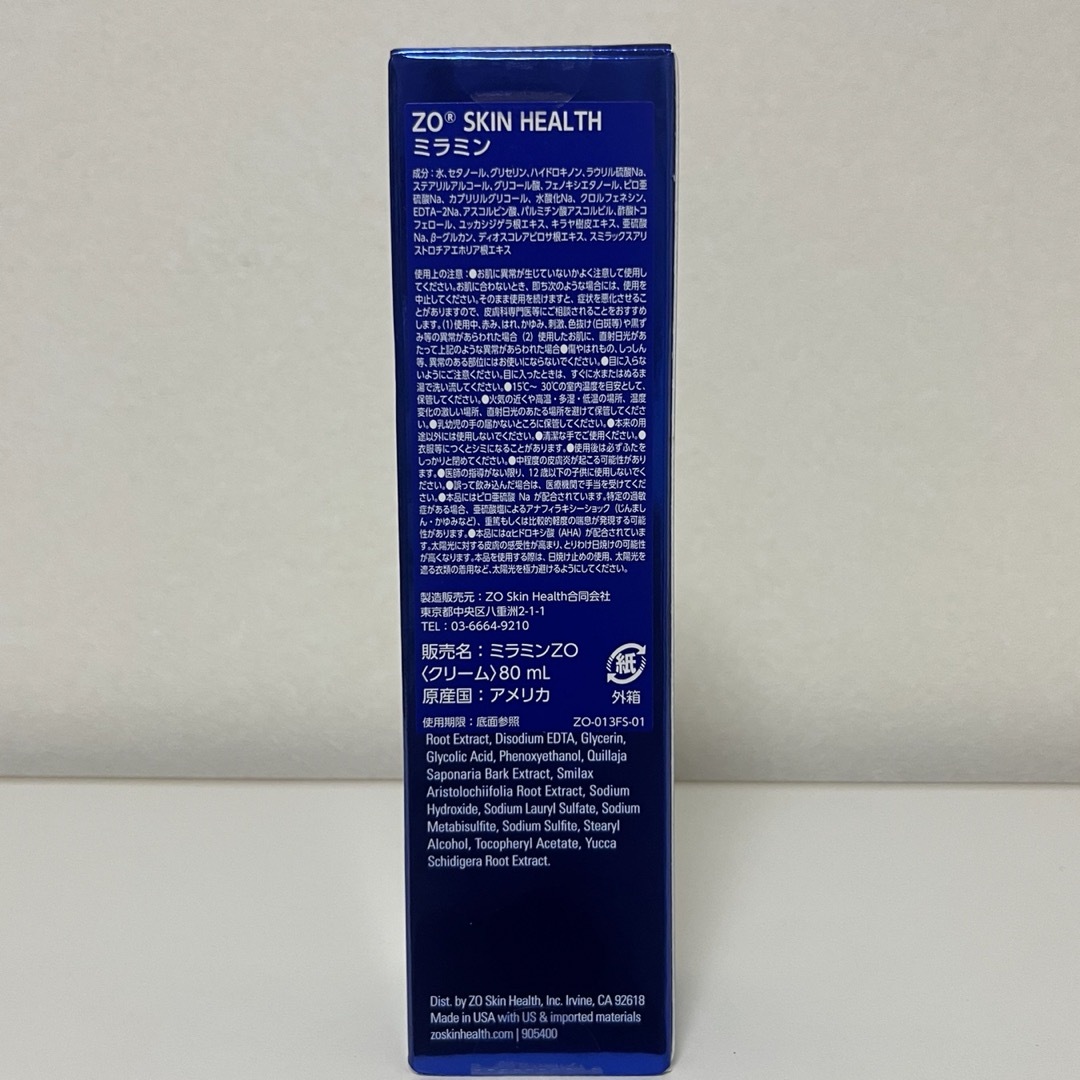 ZO® SKIN HEALTH
ミラミン
成分：水、セタノール、グリセリン、ハイドロキノン、ラウリル硫酸Na、
ステアリルアルコール、グリコール酸、フェノキシエタノール、ピロ亜
硫酸Na、カプリリルグリコール、水酸化Na、クロルフェネシン、
EDTA-2Na、アスコルビン酸、パルミチン酸アスコルビル、酢酸トコ
フェロール、ユッカシジゲラ根エキス、キラヤ樹皮エキス、亜硫酸
Na、β-グルカン、ディオスコレアビロサ根エキス、スミラックスアリ
ストロチアエホリア根エキス
使用上の注意：●お肌に異常が生じていないかよく注意して使用し
てください。お肌に合わないとき、即ち次のような場合には、使用を
中止してください。そのまま使用を続けますと、症状を悪化させるこ
とがありますので、皮膚科専門医等にご相談されることをおすすめ
します。(1)使用中、赤み、はれ、かゆみ、刺激、色抜け(白斑等)や黒ず
み等の異常があらわれた場合 (2) 使用したお肌に、直射日光があ
たって上記のような異常があらわれた場合●傷やはれもの、しっしん
等、異常のある部位にはお使いにならないでください。●目に入らな
いようにご注意ください。目に入ったときは、すぐに水またはぬるま
湯で洗い流してください。●15℃～ 30℃の室内温度を目安として、
保管してください。●火気の近くや高温・多湿・低温の場所、温度
変化の激しい場所、直射日光のあたる場所を避けて保管してくださ
い。●乳幼児の手の届かないところに保管してください。●本来の用
途以外には使用しないでください。●清潔な手でご使用ください。●
衣服等につくとシミになることがあります。●使用後は必ずふたを
しっかりと閉めてください。●中程度の皮膚炎が起こる可能性があり
ます。●医師の指導がない限り、12 歳以下の子供に使用しないでく
ださい。●誤って飲み込んだ場合は、医療機関で手当を受けてくだ
さい。●本品にはピロ亜硫酸 Na が配合されています。特定の過敏
症がある場合、亜硫酸塩によるアナフィラキシーショック（じんまし
ん・かゆみなど）、重篤もしくは比較的軽度の喘息が発現する可能
性があります。●本品にはαヒドロキシ酸（AHA）が配合されていま
す。太陽光に対する皮膚の感受性が高まり、とりわけ日焼けの可能性
が高くなります。本品を使用する際は、日焼け止めの使用、太陽光を
遮る衣類の着用など、太陽光を極力避けるようにしてください。
製造販売元：ZO Skin Health合同会社
東京都中央区八重洲2-1-1
TEL：03-6664-9210
販売名：ミラミンZO
〈クリーム〉80 mL
原産国：アメリカ
紙
外箱
使用期限：底面参照 ZO-013FS-01
Root Extract, Disodium EDTA, Glycerin,
Glycolic Acid, Phenoxyethanol, Quillaja
Saponaria Bark Extract, Smilax
Aristolochiifolia Root Extract, Sodium
Hydroxide, Sodium Lauryl Sulfate, Sodium
Metabisulfite, Sodium Sulfite, Stearyl
Alcohol, Tocopheryl Acetate, Yucca
Schidigera Root Extract.
Dist. by ZO Skin Health, Inc. Irvine, CA 92618
Made in USA with US & imported materials
zoskinhealth.com | 905400